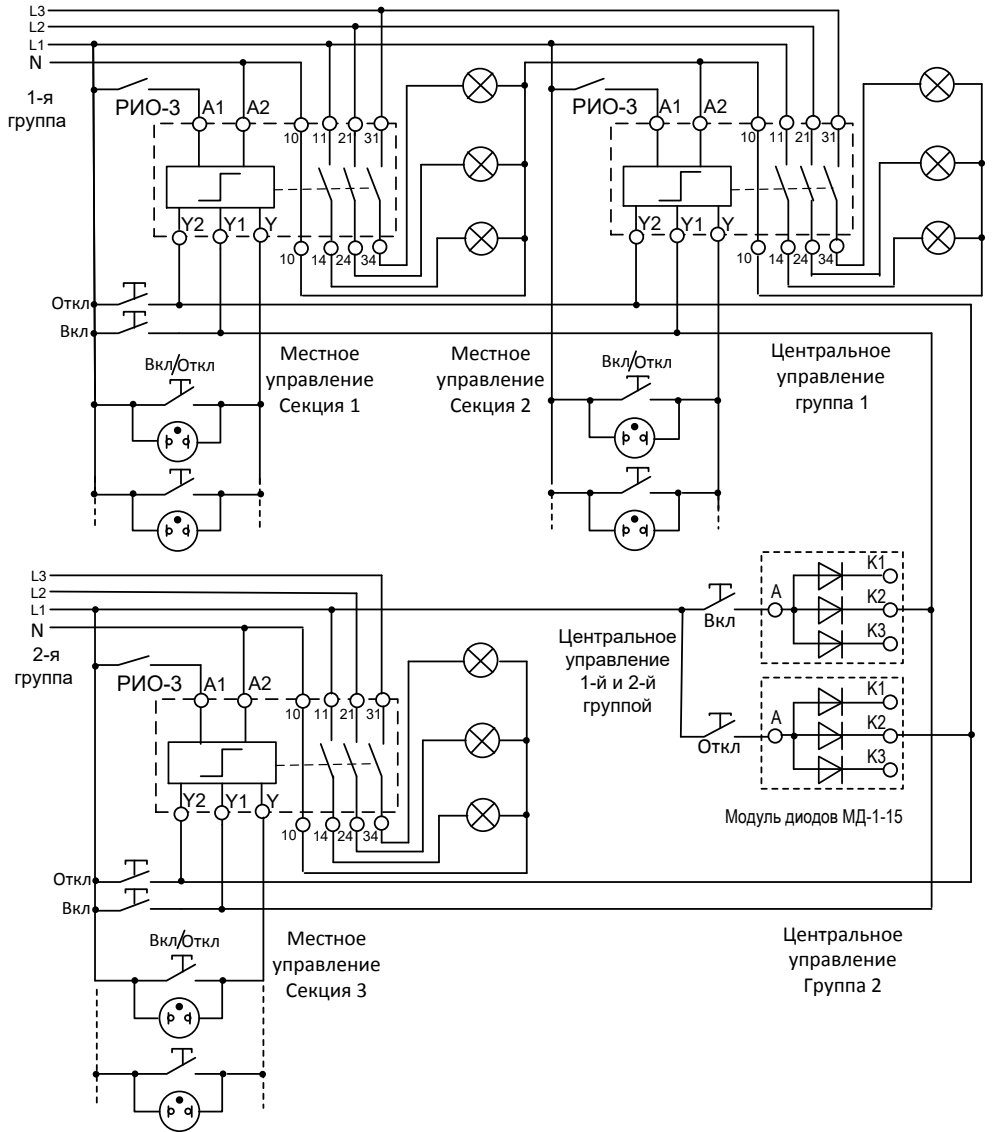 L3
L2
L1
N
1-я
группа
РИО-3
A1
A2
10
11
21
31
Y2
Y1
Y
10
14
24
34
РИО-3
A1
A2
10
11
21
31
Y2
Y1
Y
10
14
24
34
Откл
Вкл
Вкл/Откл
Местное
управление
Секция 1
Местное
управление
Секция 2
Вкл/Откл
Центральное
управление
группа 1
L3
L2
L1
N
2-я
группа
РИО-3
A1
A2
10
11
21
31
Y2
Y1
Y
10
14
24
34
Центральное
управление
1-й и 2-й
группой
Вкл
A
K1
K2
K3
Откл
A
K1
K2
K3
Модуль диодов МД-1-15
Откл
Вкл
Вкл/Откл
Местное
управление
Секция 3
Центральное
управление
Группа 2